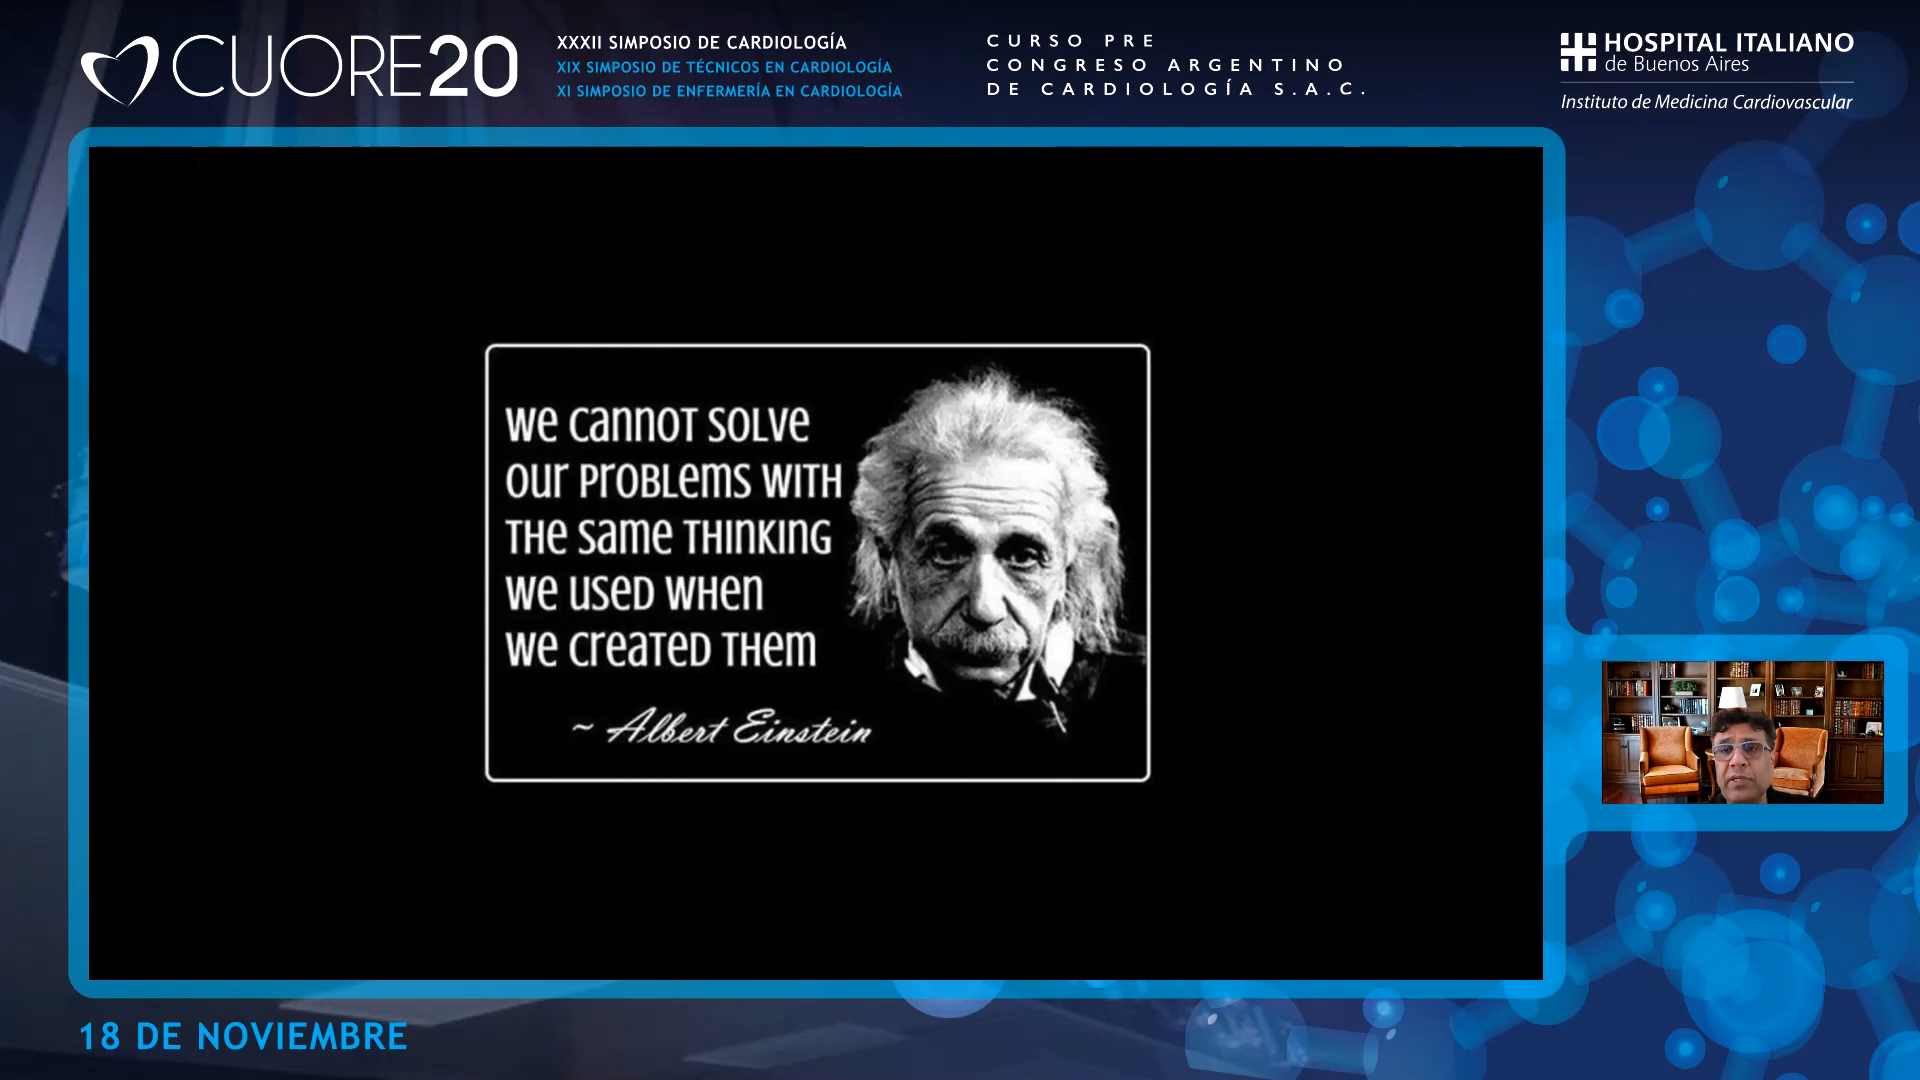 CUORE20
XXXII SIMPOSIO DE CARDIOLOGÍA
XIX SIMPOSIO DE TÉCNICOS EN CARDIOLOGÍA
XI SIMPOSIO DE ENFERMERÍA EN CARDIOLOGÍA
CURSO PRE
CONGRESO ARGENTINO
DE CARDIOLOGÍA S.A.C.
HOSPITAL ITALIANO
de Buenos Aires
Instituto de Medicina Cardiovascular
we cannot solve
our problems with
the same thinking
we used when
we created them
~ Albert Einstein
18 DE NOVIEMBRE